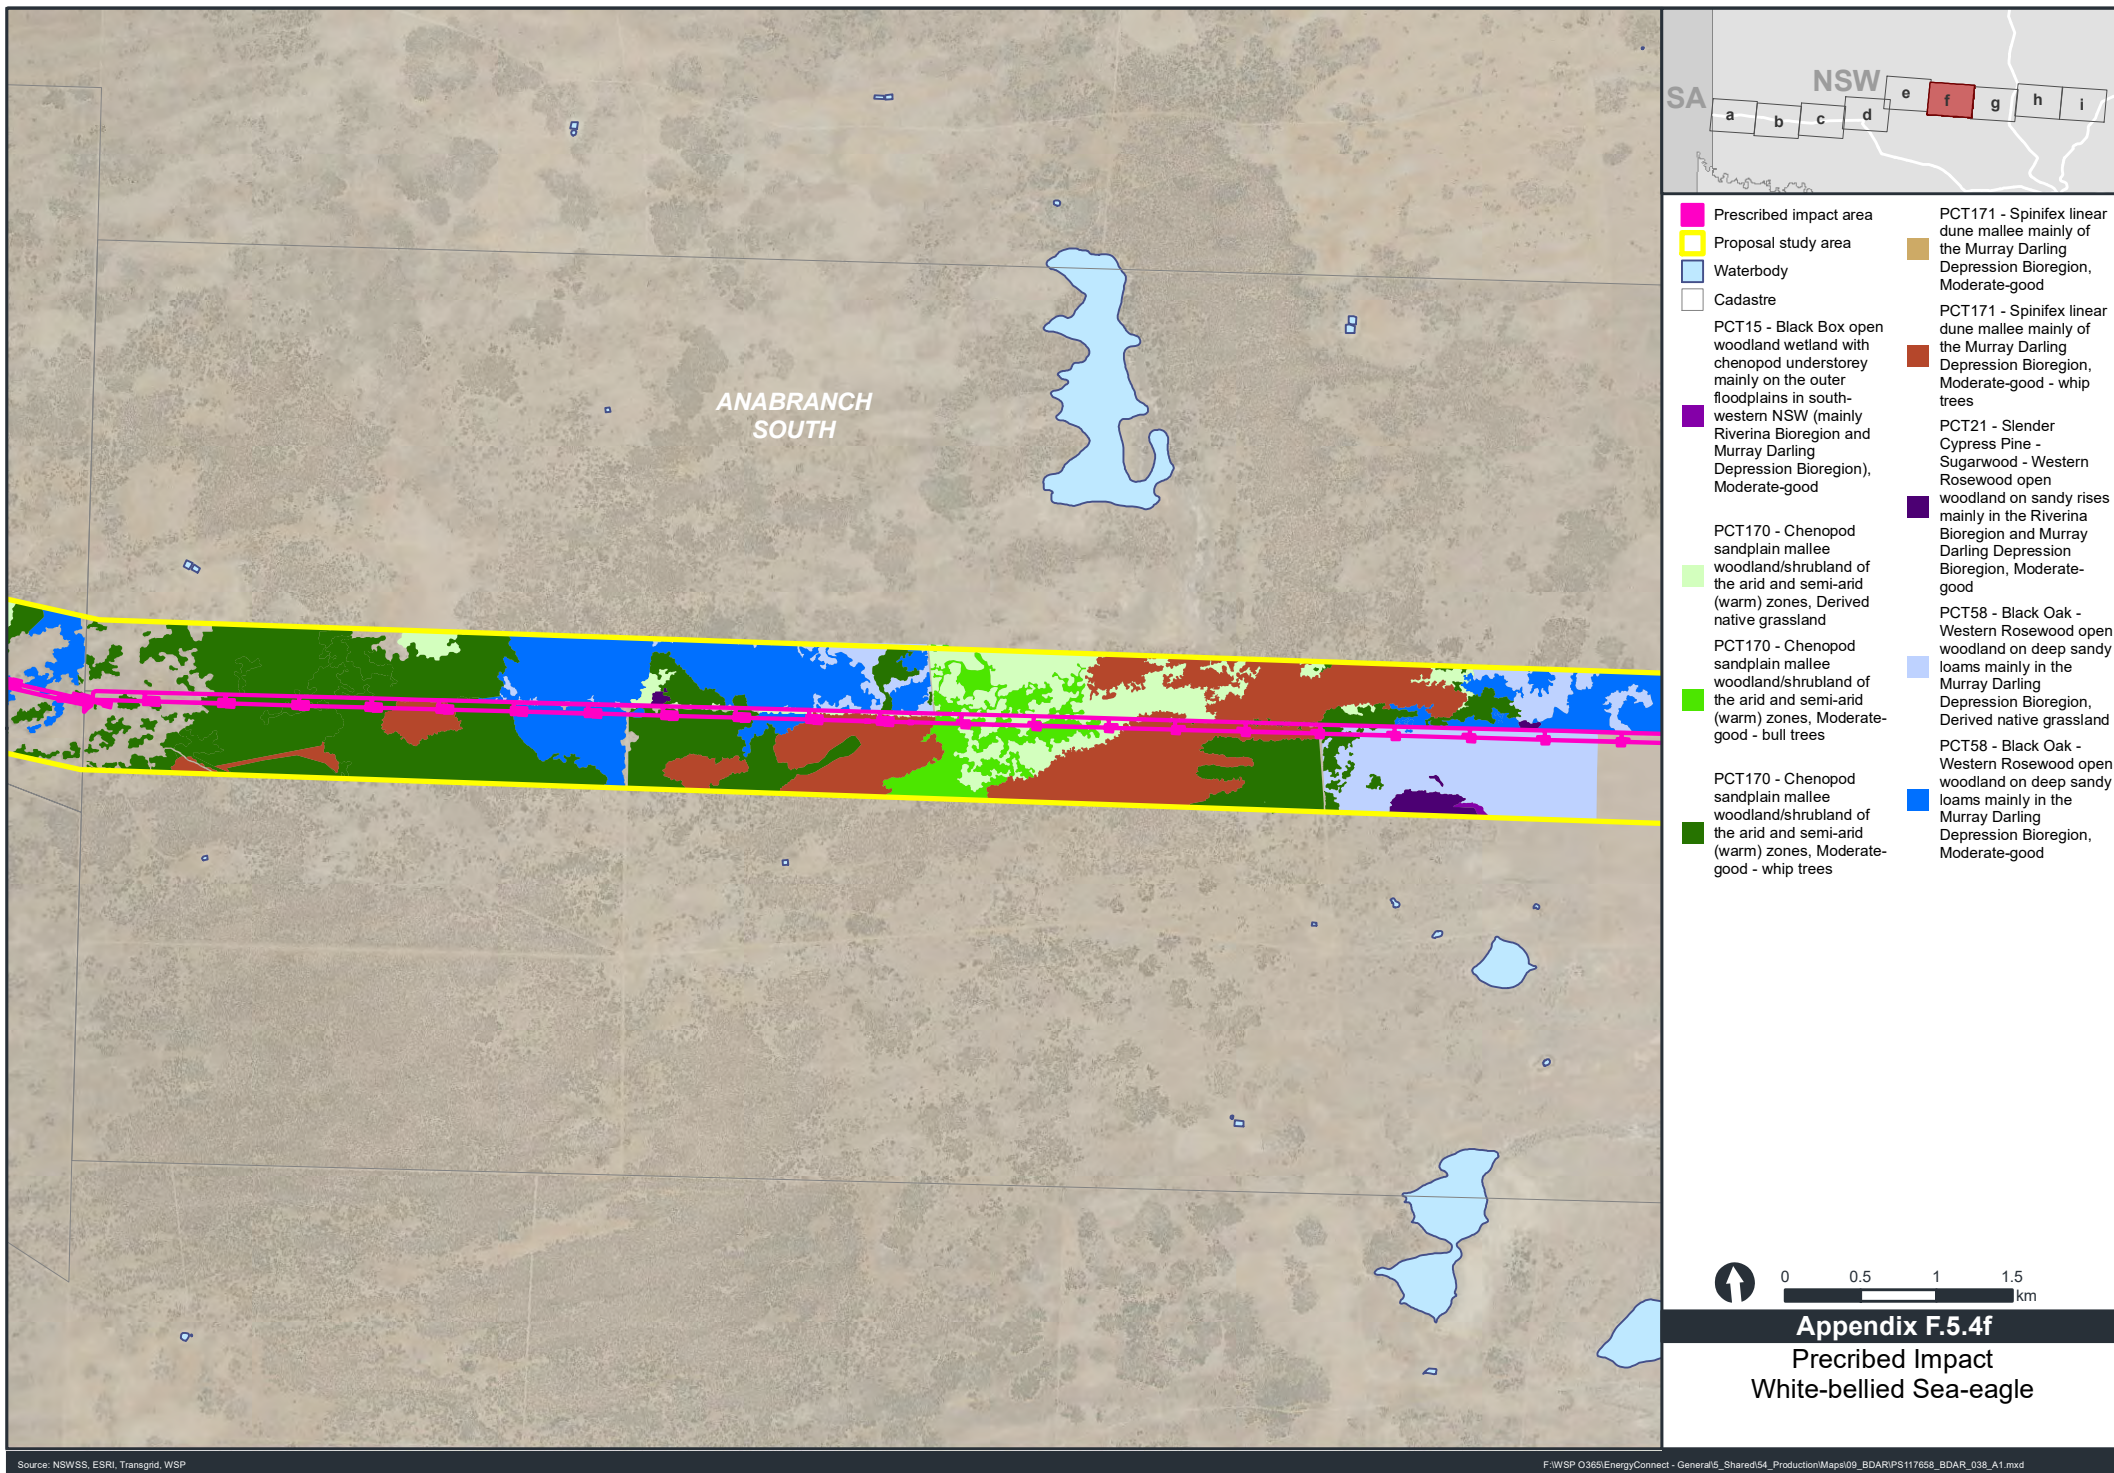 ANABRANCH
SOUTH
SA
NSW
a
b
c
d
e
f
g
h
i
Prescribed impact area
Proposal study area
Waterbody
Cadastre
PCT15 - Black Box open
woodland wetland with
chenopod understorey
mainly on the outer
floodplains in south-
western NSW (mainly
Riverina Bioregion and
Murray Darling
Depression Bioregion),
Moderate-good
PCT170 - Chenopod
sandplain mallee
woodland/shrubland of
the arid and semi-arid
(warm) zones, Derived
native grassland
PCT170 - Chenopod
sandplain mallee
woodland/shrubland of
the arid and semi-arid
(warm) zones, Moderate-
good - bull trees
PCT170 - Chenopod
sandplain mallee
woodland/shrubland of
the arid and semi-arid
(warm) zones, Moderate-
good - whip trees
PCT171 - Spinifex linear
dune mallee mainly of
the Murray Darling
Depression Bioregion,
Moderate-good
PCT171 - Spinifex linear
dune mallee mainly of
the Murray Darling
Depression Bioregion,
Moderate-good - whip
trees
PCT21 - Slender
Cypress Pine -
Sugarwood - Western
Rosewood open
woodland on sandy rises
mainly in the Riverina
Bioregion and Murray
Darling Depression
Bioregion, Moderate-
good
PCT58 - Black Oak -
Western Rosewood open
woodland on deep sandy
loams mainly in the
Murray Darling
Depression Bioregion,
Derived native grassland
PCT58 - Black Oak -
Western Rosewood open
woodland on deep sandy
loams mainly in the
Murray Darling
Depression Bioregion,
Moderate-good
0 0.5 1 1.5
km
Appendix F.5.4f
Precribed Impact
White-bellied Sea-eagle
Source: NSWSS, ESRI, Transgrid, WSP
F:\WSP O365\EnergyConnect - General\5_Shared\54_Production\Maps\09_BDAR\PS117658_BDAR_038_A1.mxd